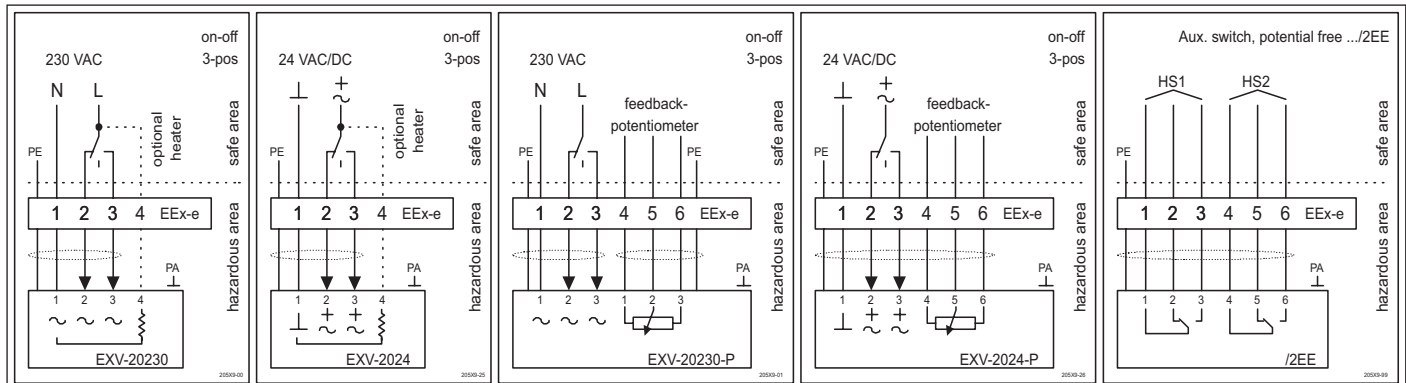 on-off
230 VAC 3-pos
N L
optional heater
safe area
PE
1 2 3 4 EEx-e
hazardous area
PA
1 2 3 4
~ ~ ~
EXV-20230
205X9-00
on-off
24 VAC/DC 3-pos
⊥ + ~
optional heater
safe area
PE
1 2 3 4 EEx-e
hazardous area
PA
1 2 3 4
⊥ + +
~ ~
EXV-2024
205X9-25
on-off
230 VAC 3-pos
N L
feedback-
potentiometer
safe area
PE PE
1 2 3 4 5 6 EEx-e
hazardous area
PA
1 2 3 1 2 3
~ ~ ~
EXV-20230-P
205X9-01
on-off
24 VAC/DC 3-pos
⊥ + ~
feedback-
potentiometer
safe area
PE
1 2 3 4 5 6 EEx-e
hazardous area
PA
1 2 3 4 5 6
⊥ + +
~ ~
EXV-2024-P
205X9-26
Aux. switch, potential free .../2EE
HS1 HS2
safe area
PE
1 2 3 4 5 6 EEx-e
hazardous area
PA
1 2 3 4 5 6
/2EE
205X9-99